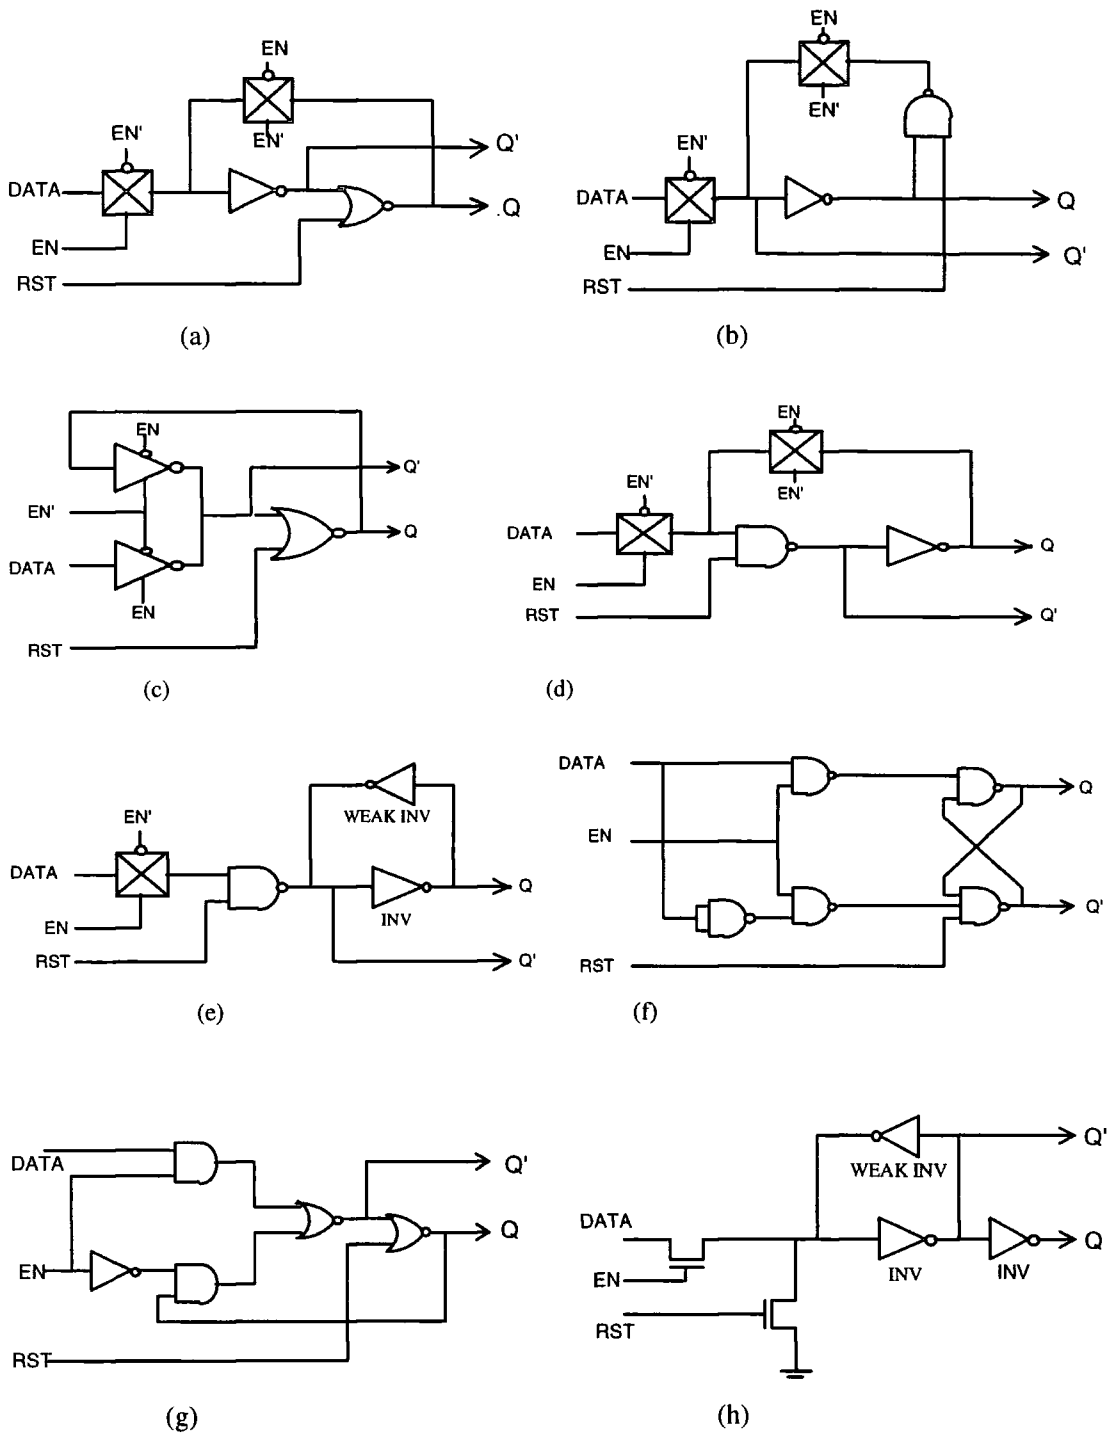 EN
EN'
EN'
DATA
Q'
.Q
EN
RST
(a)
EN
EN'
EN'
DATA
Q
EN
Q'
RST
(b)
EN
Q'
EN'
Q
DATA
EN
RST
(c)
EN
EN'
EN'
DATA
Q
EN
RST
Q'
(d)
WEAK INV
EN'
DATA
Q
EN
INV
RST
Q'
(e)
DATA
Q
EN
Q'
RST
(f)
DATA
Q'
Q
EN
RST
(g)
Q'
WEAK INV
DATA
Q
EN
INV
INV
RST
(h)